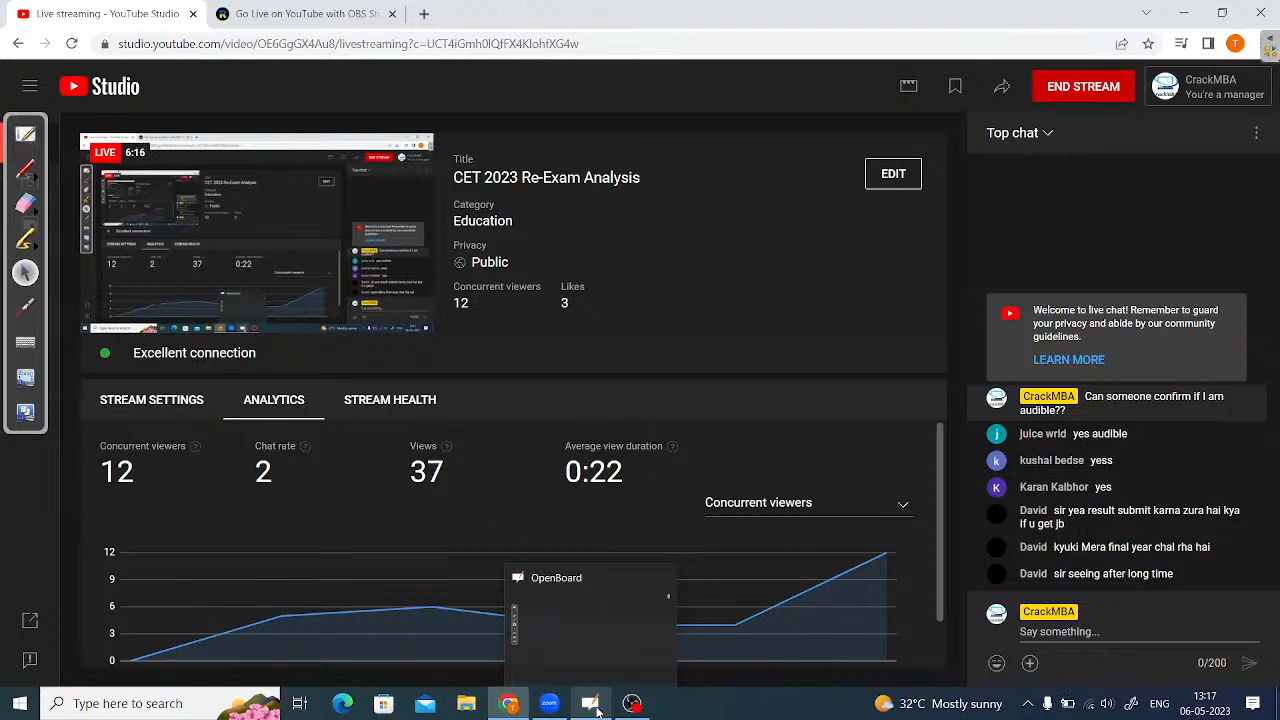 Live streaming - YouTube Studio
Go Live on YouTube with OBS St
studio.youtube.com/video/OE6GgGX4Au8/livestreaming?c=UCT4iGmh0lQfFX4KlohfxG4w
T
Studio
END STREAM
CrackMBA
You're a manager
LIVE 6:16
Title
CET 2023 Re-Exam Analysis
EDIT
Category
Education
Privacy
Public
Concurrent viewers Likes
12 3
Excellent connection
STREAM SETTINGS ANALYTICS STREAM HEALTH
Concurrent viewers Chat rate Views Average view duration
12 2 37 0:22
Concurrent viewers
12
9
6
3
0
OpenBoard
Top chat
Welcome to live chat! Remember to guard
your privacy and abide by our community
guidelines.
LEARN MORE
CrackMBA Can someone confirm if I am
audible??
juice wrld yes audible
kushal bedse yess
Karan Kalbhor yes
David sir yea result submit karna zura hai kya
if u get jb
David kyuki Mera final year chal rha hai
David sir seeing after long time
CrackMBA
Say something...
0/200
Type here to search
zoom
32°C Mostly sunny
ENG
13:17
06-05-2023